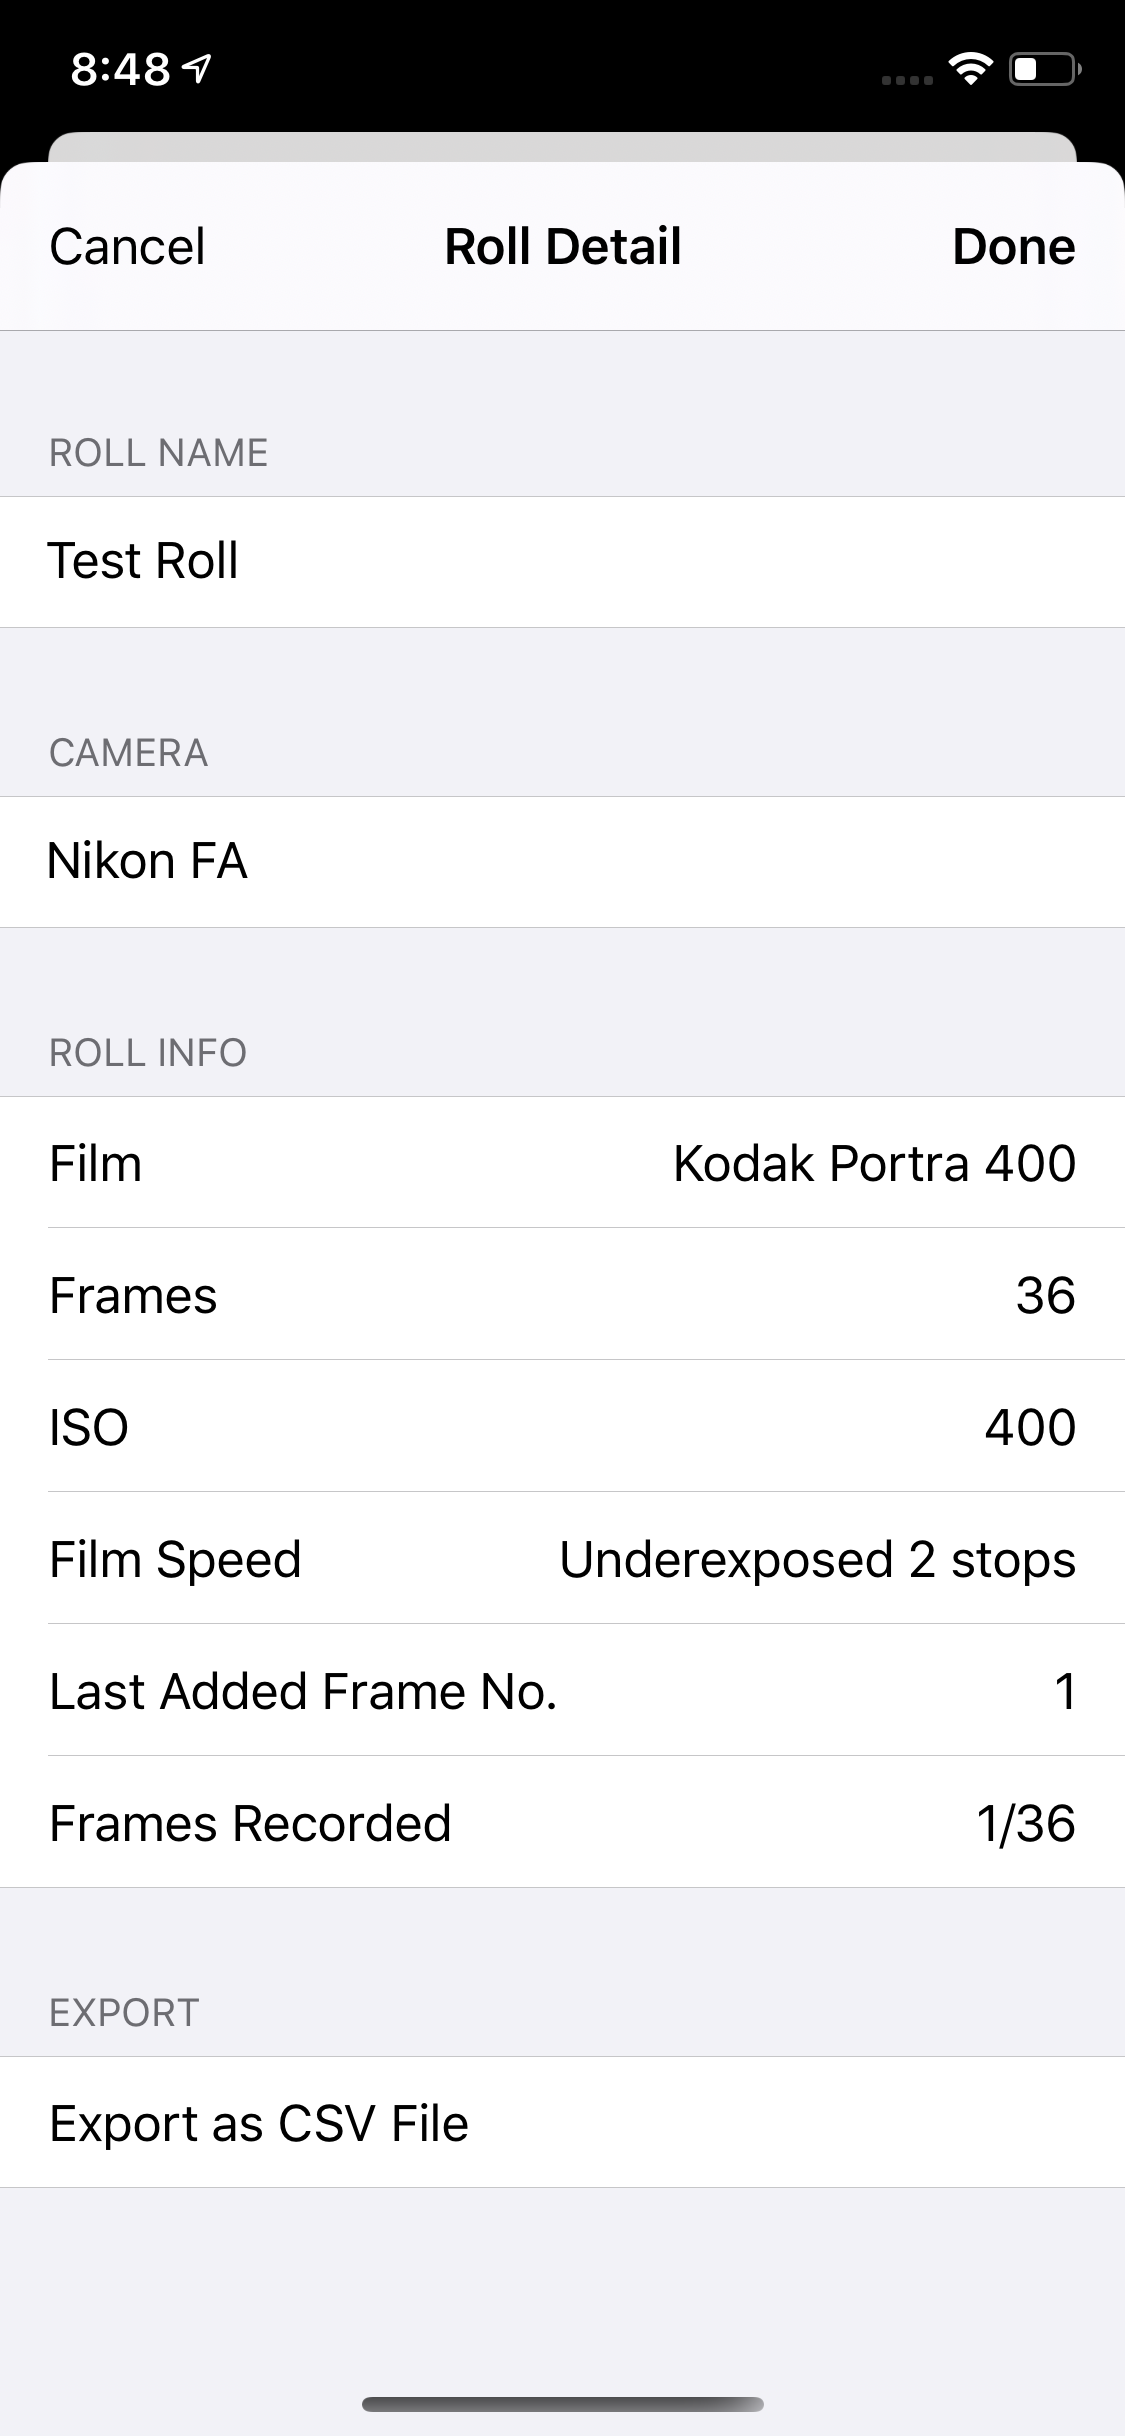 8:48
Cancel Roll Detail Done
ROLL NAME
Test Roll
CAMERA
Nikon FA
ROLL INFO
Film Kodak Portra 400
Frames 36
ISO 400
Film Speed Underexposed 2 stops
Last Added Frame No. 1
Frames Recorded 1/36
EXPORT
Export as CSV File